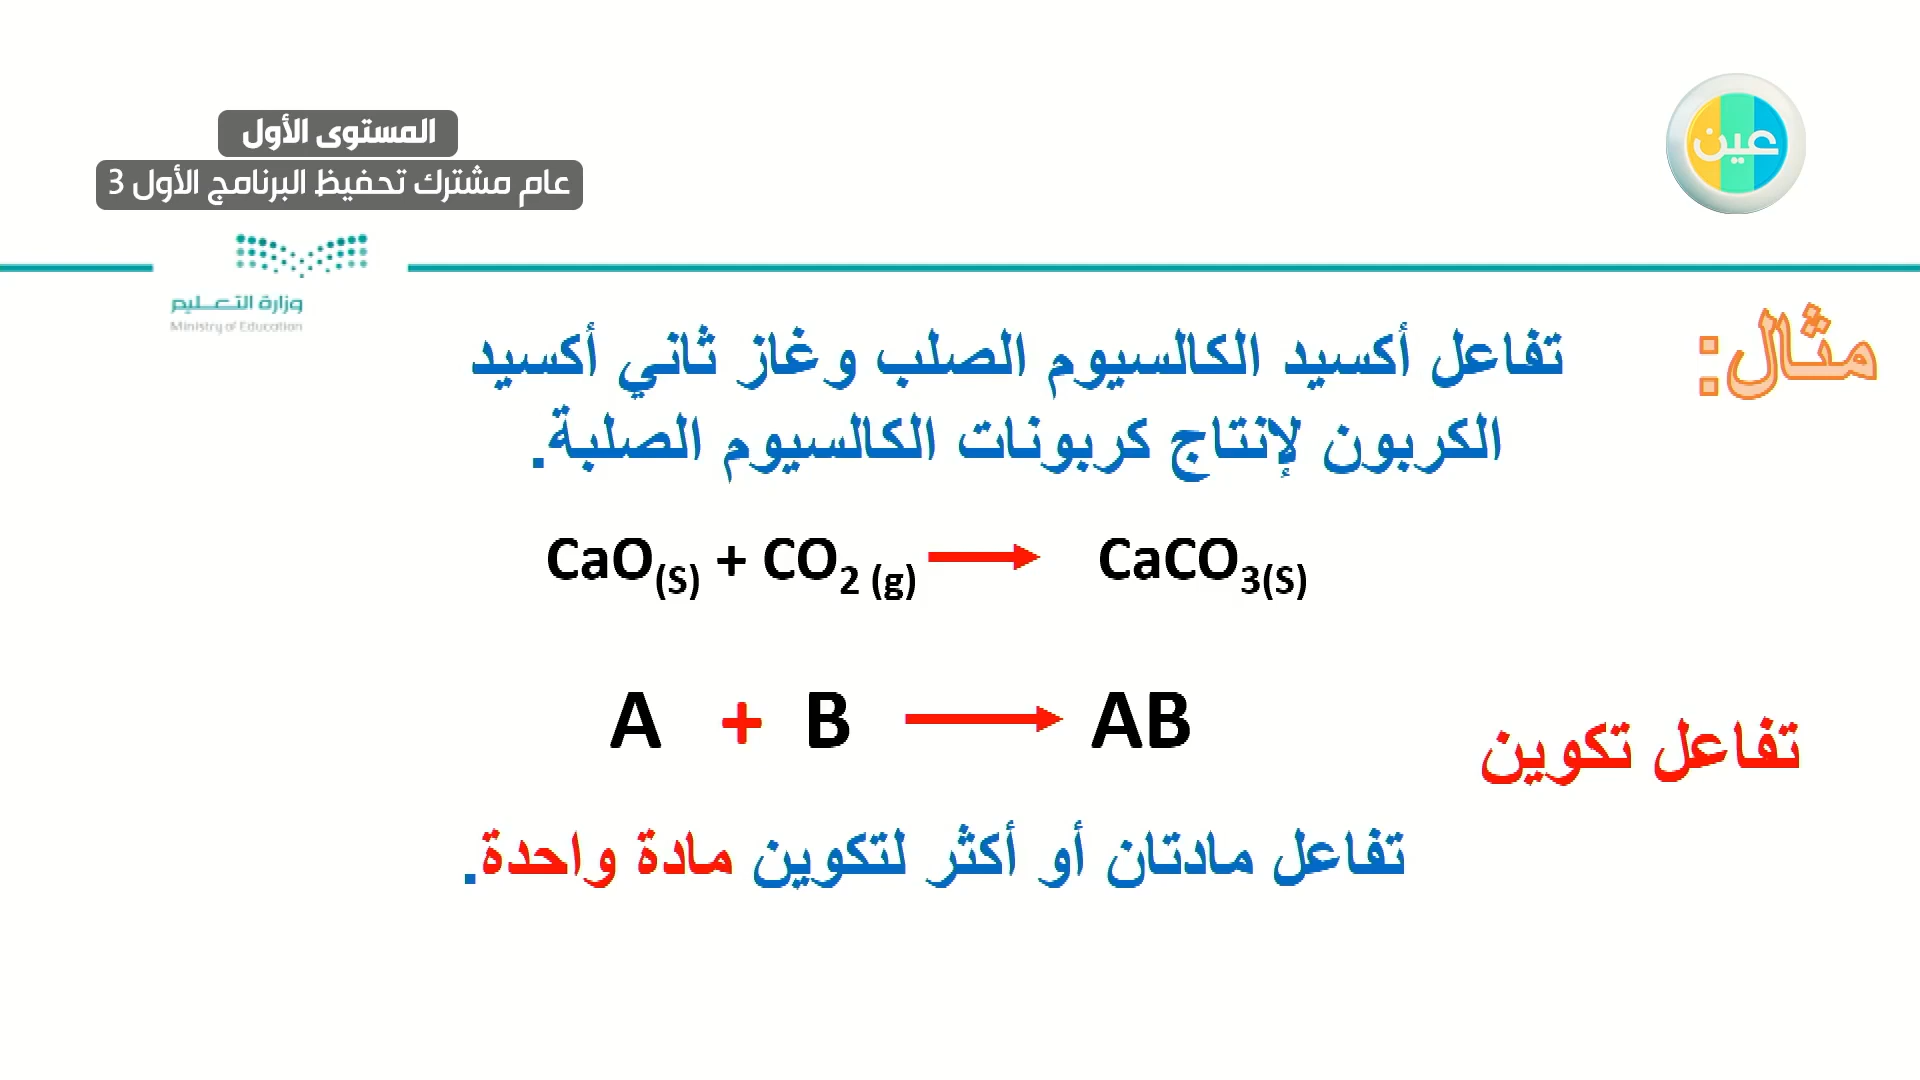 المستوى الأول
عام مشترك تحفيظ البرنامج الأول 3
عين
وزارة التعـــليم
Ministry of Education
مثال:
تفاعل أكسيد الكالسيوم الصلب وغاز ثاني أكسيد
الكربون لإنتاج كربونات الكالسيوم الصلبة.
CaO(S) + CO2 (g) → CaCO3(S)
A + B → AB
تفاعل تكوين
تفاعل مادتان أو أكثر لتكوين مادة واحدة.